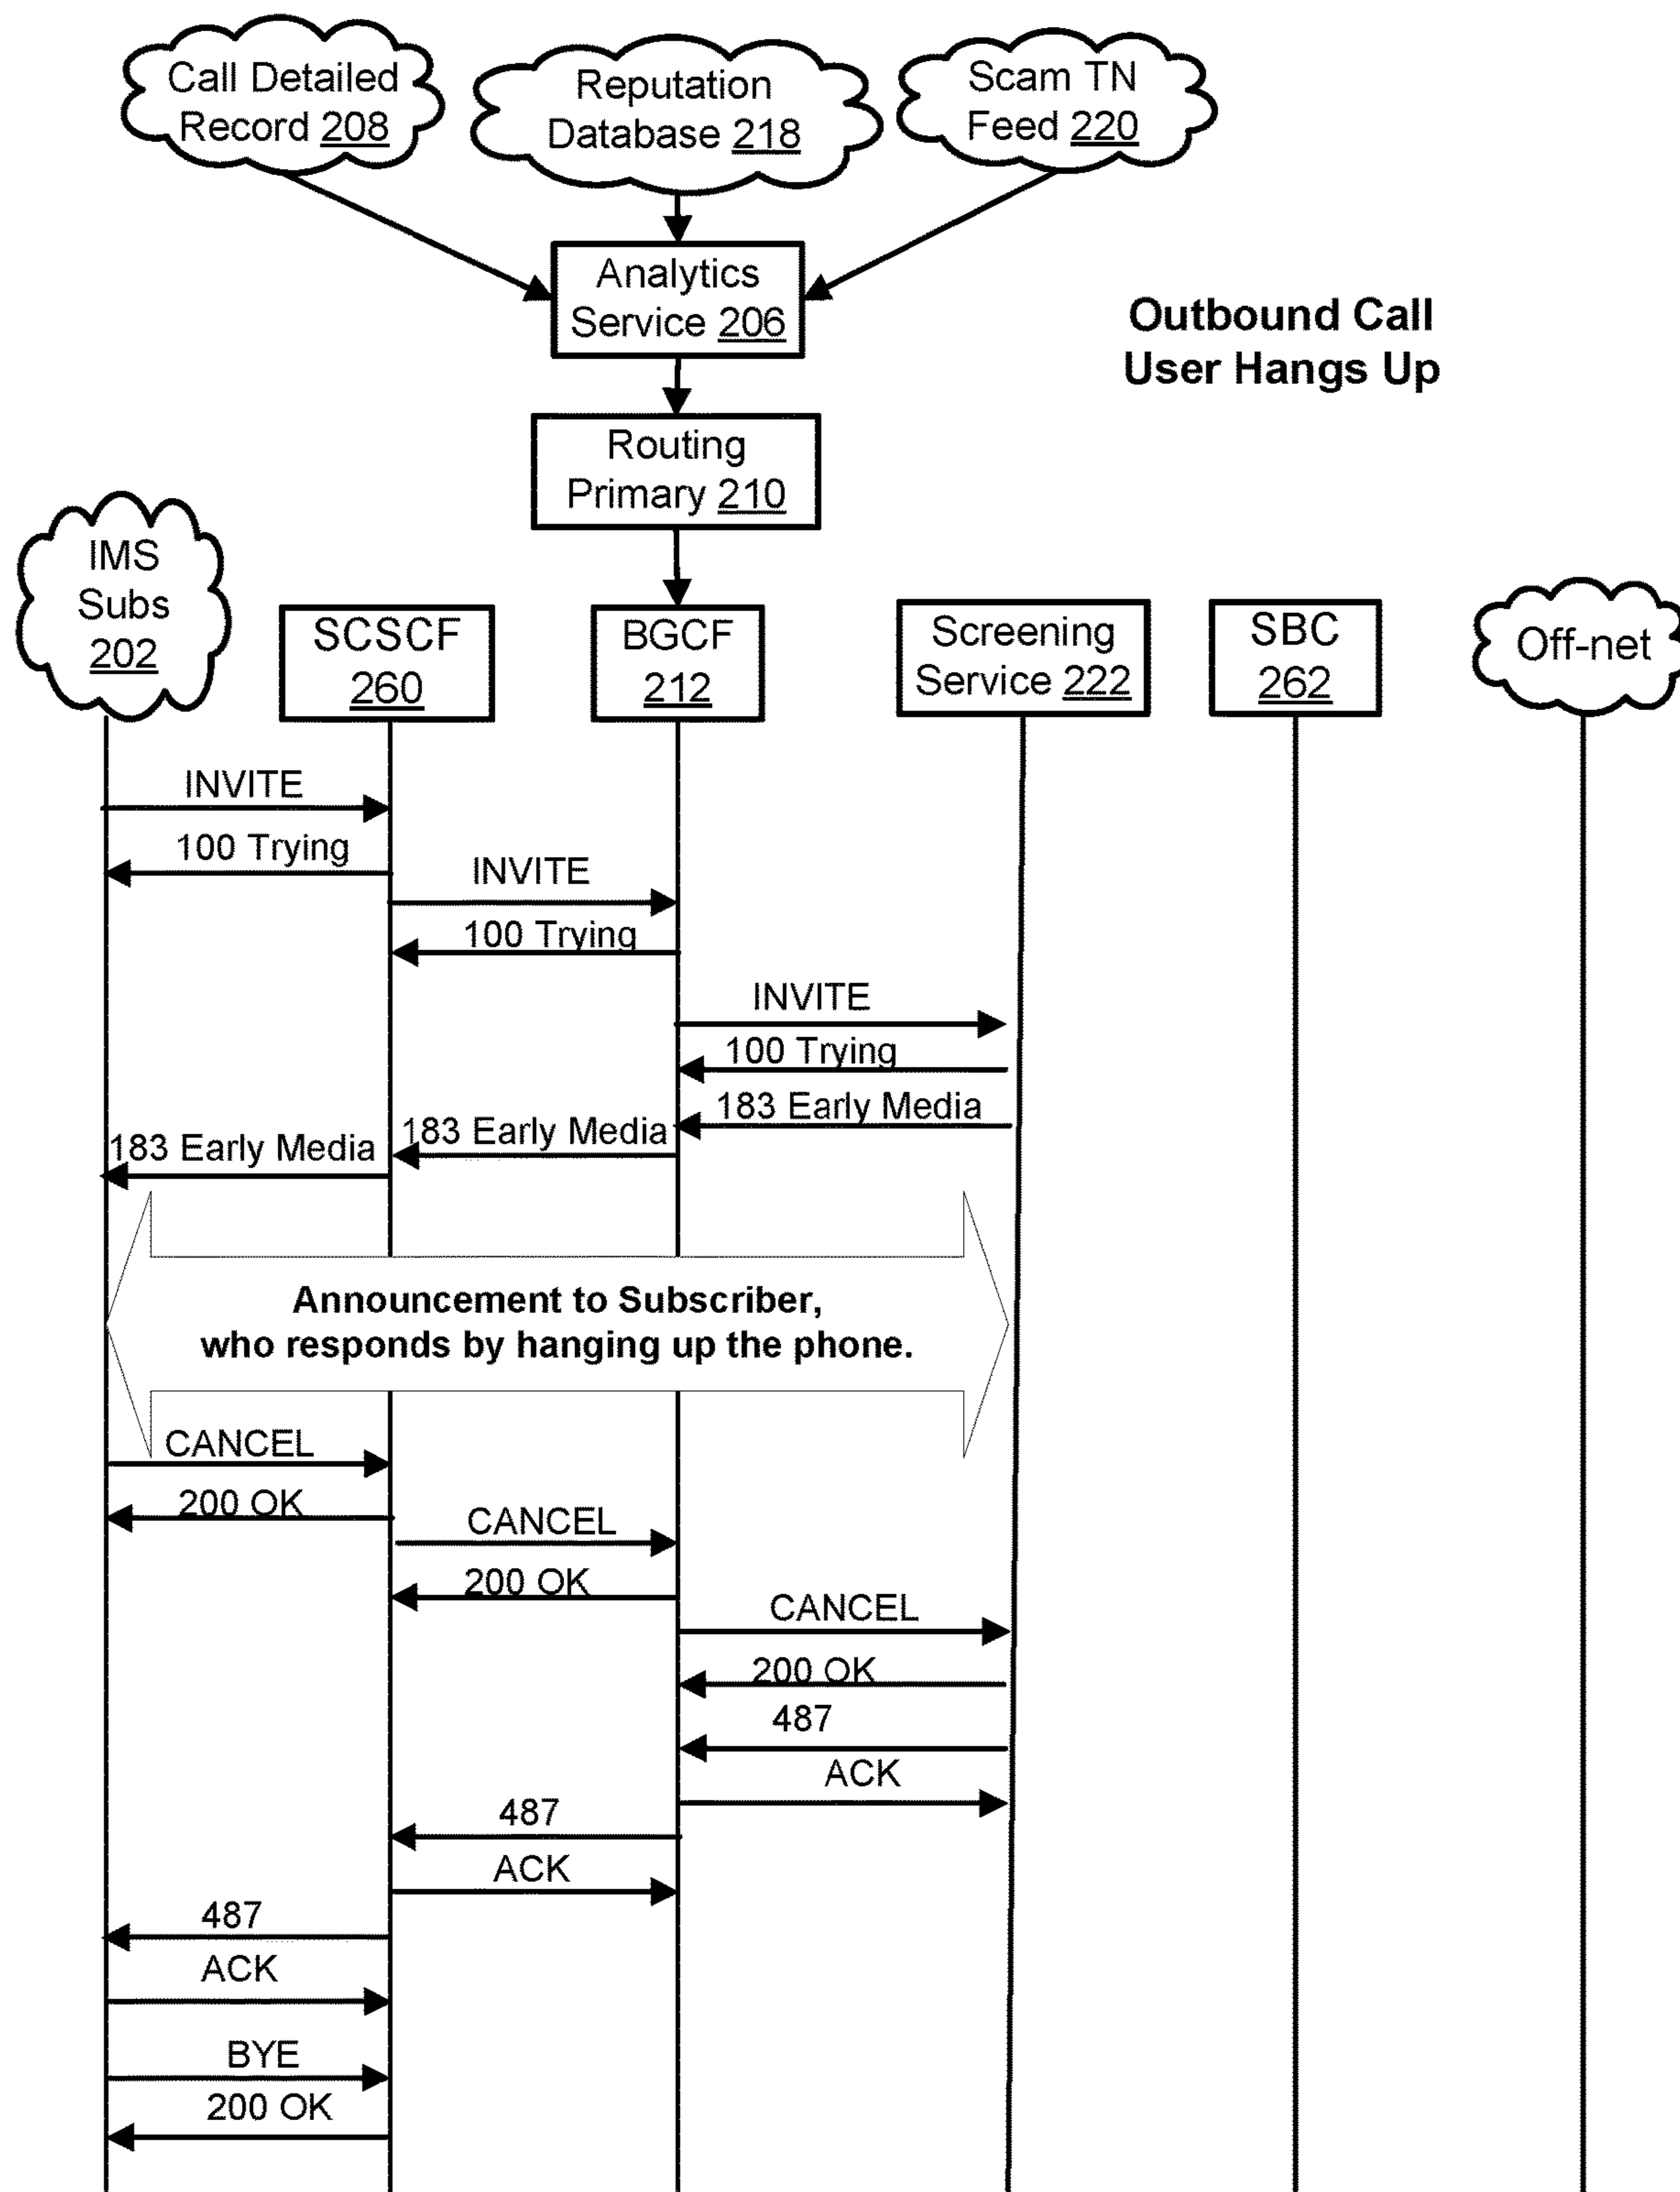 Call Detailed
Record 208
Reputation
Database 218
Scam TN
Feed 220
Analytics
Service 206
Outbound Call
User Hangs Up
Routing
Primary 210
IMS
Subs
202
SCSCF
260
BGCF
212
Screening
Service 222
SBC
262
Off-net
INVITE
100 Trying
INVITE
100 Trying
INVITE
100 Trying
183 Early Media
183 Early Media
183 Early Media
Announcement to Subscriber,
who responds by hanging up the phone.
CANCEL
200 OK
CANCEL
200 OK
CANCEL
200 OK
487
ACK
487
ACK
487
ACK
BYE
200 OK